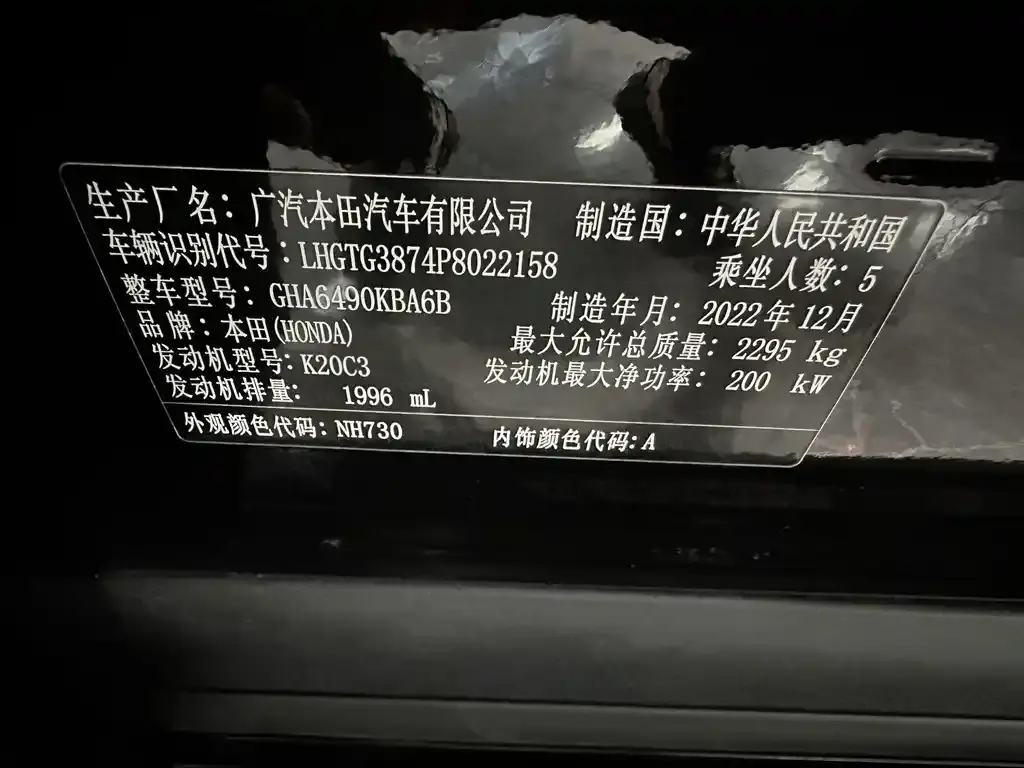 生产厂名：广汽本田汽车有限公司 制造国：中华人民共和国
车辆识别代号：LHGTG3874P8022158 乘坐人数：5
整车型号：GHA6490KBA6B 制造年月：2022年12月
品牌：本田(HONDA) 最大允许总质量：2295 kg
发动机型号：K20C3 发动机最大净功率：200 kW
发动机排量： 1996 mL
外观颜色代码：NH730 内饰颜色代码：A